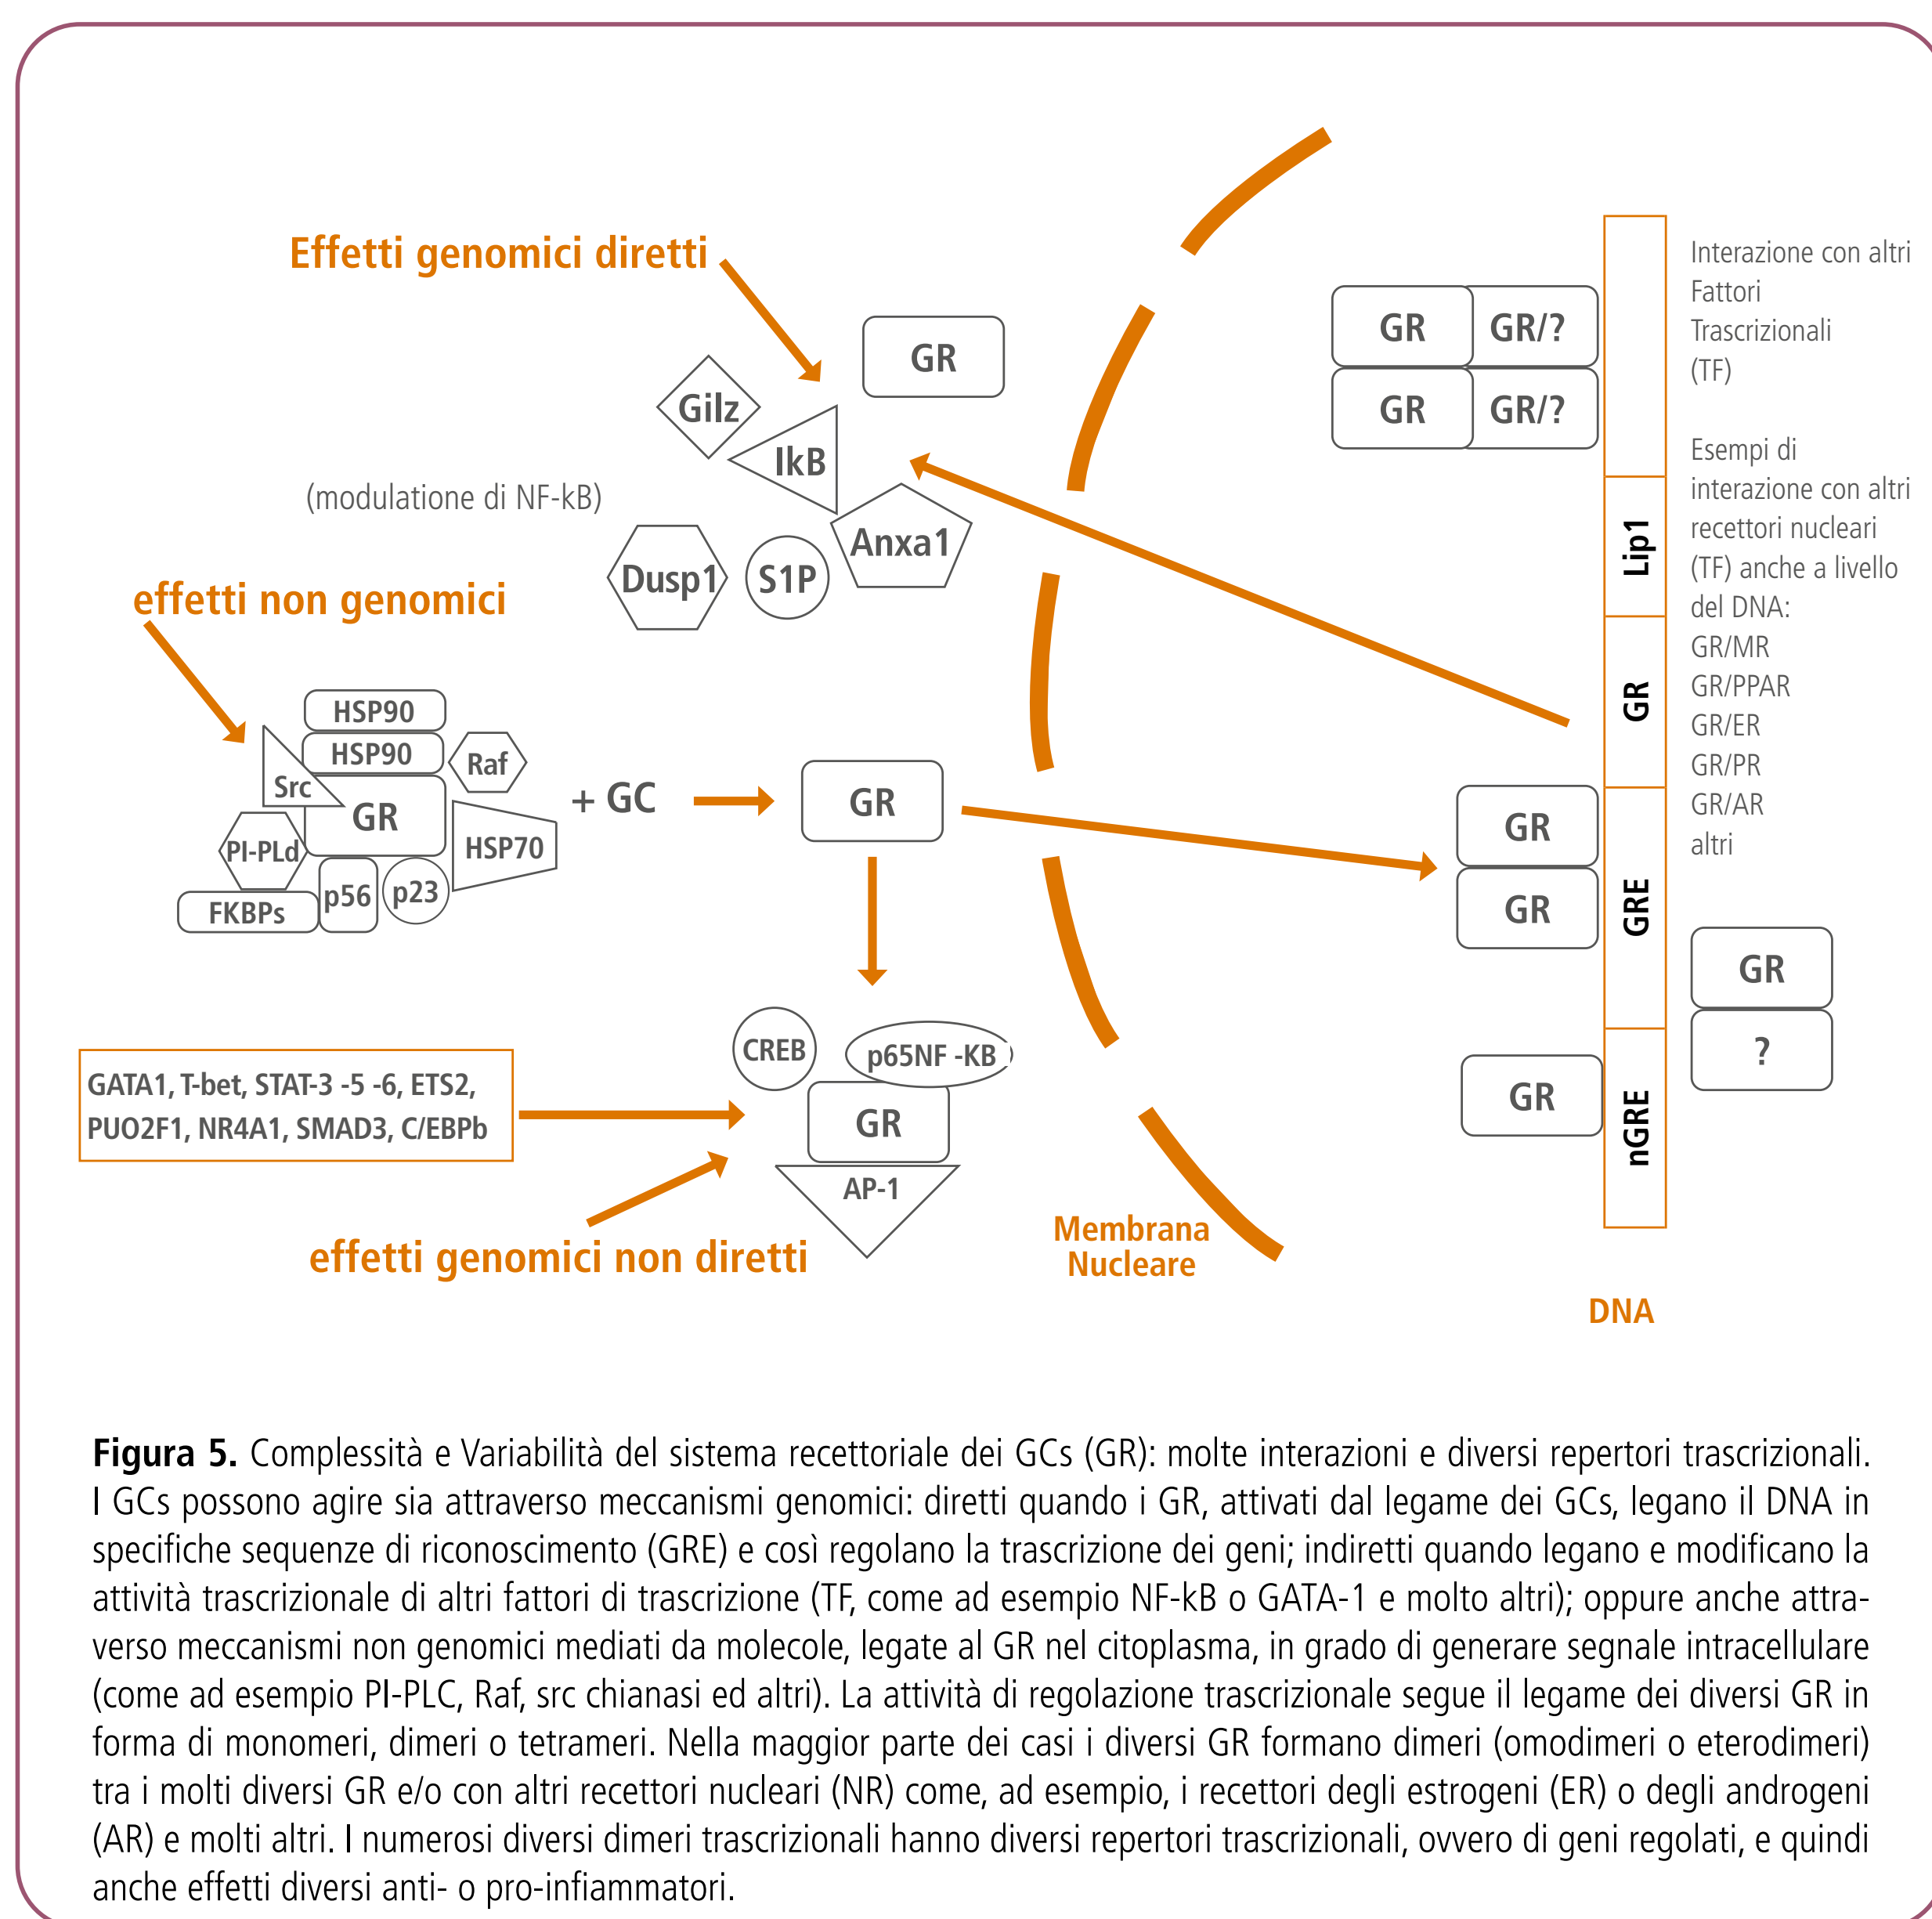 Effetti genomici diretti
GR
Gilz
IkB
(modulatione di NF-kB)
Anxa1
Dusp1
S1P
effetti non genomici
HSP90
HSP90
Raf
Src
GR
PI-PLd
HSP70
p56
p23
FKBPs
+ GC
GR
CREB
p65NF -KB
GR
AP-1
GATA1, T-bet, STAT-3 -5 -6, ETS2,
PUO2F1, NR4A1, SMAD3, C/EBPb
effetti genomici non diretti
Membrana
Nucleare
GR
GR/?
GR
GR/?
Lip1
GR
GRE
nGRE
GR
GR
GR
GR
?
DNA
Interazione con altri
Fattori
Trascrizionali
(TF)
Esempi di
interazione con altri
recettori nucleari
(TF) anche a livello
del DNA:
GR/MR
GR/PPAR
GR/ER
GR/PR
GR/AR
altri
Figura 5. Complessità e Variabilità del sistema recettoriale dei GCs (GR): molte interazioni e diversi repertori trascrizionali.
I GCs possono agire sia attraverso meccanismi genomici: diretti quando i GR, attivati dal legame dei GCs, legano il DNA in
specifiche sequenze di riconoscimento (GRE) e così regolano la trascrizione dei geni; indiretti quando legano e modificano la
attività trascrizionale di altri fattori di trascrizione (TF, come ad esempio NF-kB o GATA-1 e molto altri); oppure anche attra-
verso meccanismi non genomici mediati da molecole, legate al GR nel citoplasma, in grado di generare segnale intracellulare
(come ad esempio PI-PLC, Raf, src chianasi ed altri). La attività di regolazione trascrizionale segue il legame dei diversi GR in
forma di monomeri, dimeri o tetrameri. Nella maggior parte dei casi i diversi GR formano dimeri (omodimeri o eterodimeri)
tra i molti diversi GR e/o con altri recettori nucleari (NR) come, ad esempio, i recettori degli estrogeni (ER) o degli androgeni
(AR) e molti altri. I numerosi diversi dimeri trascrizionali hanno diversi repertori trascrizionali, ovvero di geni regolati, e quindi
anche effetti diversi anti- o pro-infiammatori.